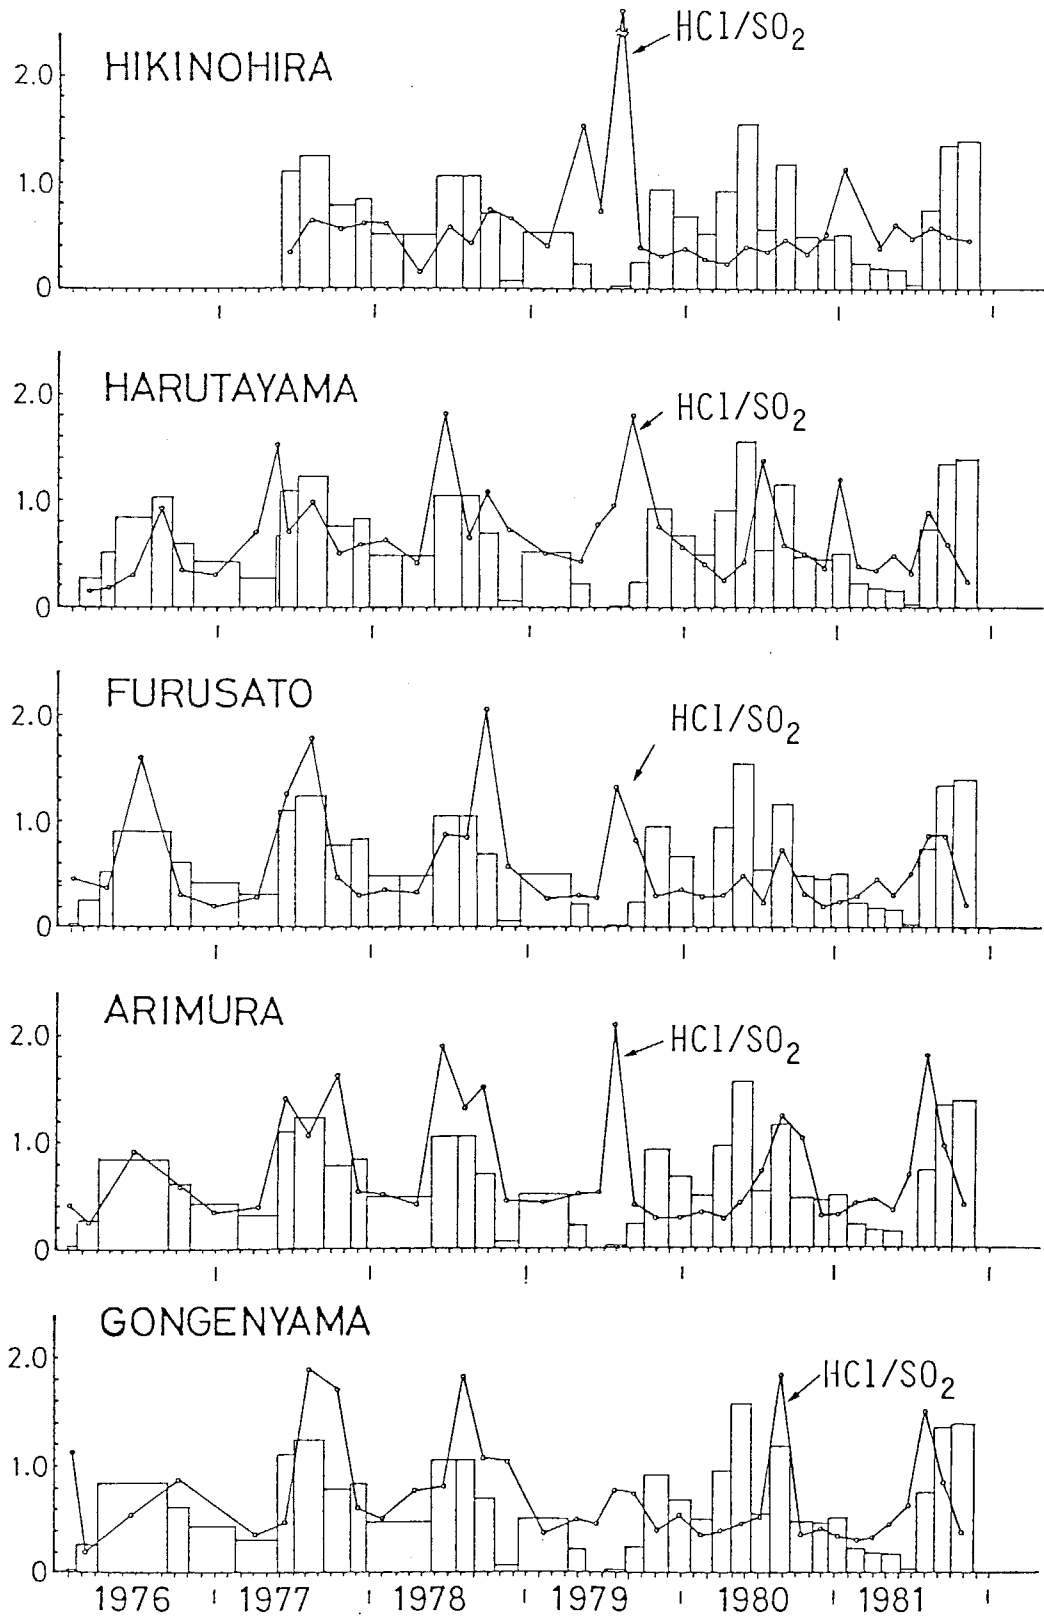 HCl/SO2
HIKINOHIRA
2.0
1.0
0
HARUTAYAMA
HCl/SO2
2.0
1.0
0
FURUSATO
HCl/SO2
2.0
1.0
0
ARIMURA
HCl/SO2
2.0
1.0
0
GONGENYAMA
HCl/SO2
2.0
1.0
0
1976 1977 1978 1979 1980 1981